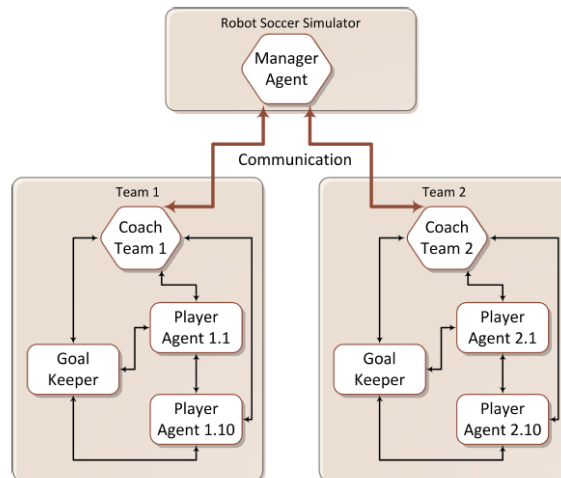 Robot Soccer Simulator
Manager
Agent
Communication
Team 1
Coach
Team 1
Player
Agent 1.1
Goal
Keeper
Player
Agent 1.10
Team 2
Coach
Team 2
Player
Agent 2.1
Goal
Keeper
Player
Agent 2.10